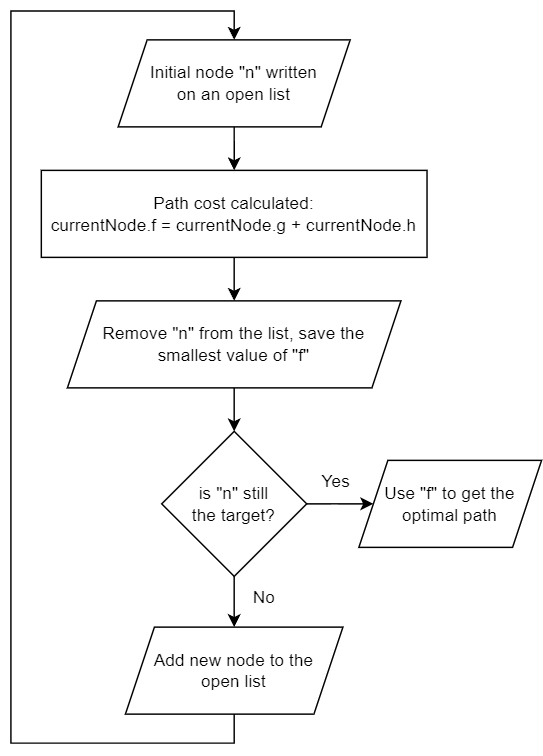 Initial node "n" written
on an open list
Path cost calculated:
currentNode.f = currentNode.g + currentNode.h
Remove "n" from the list, save the
smallest value of "f"
is "n" still
the target?
Yes
Use "f" to get the
optimal path
No
Add new node to the
open list